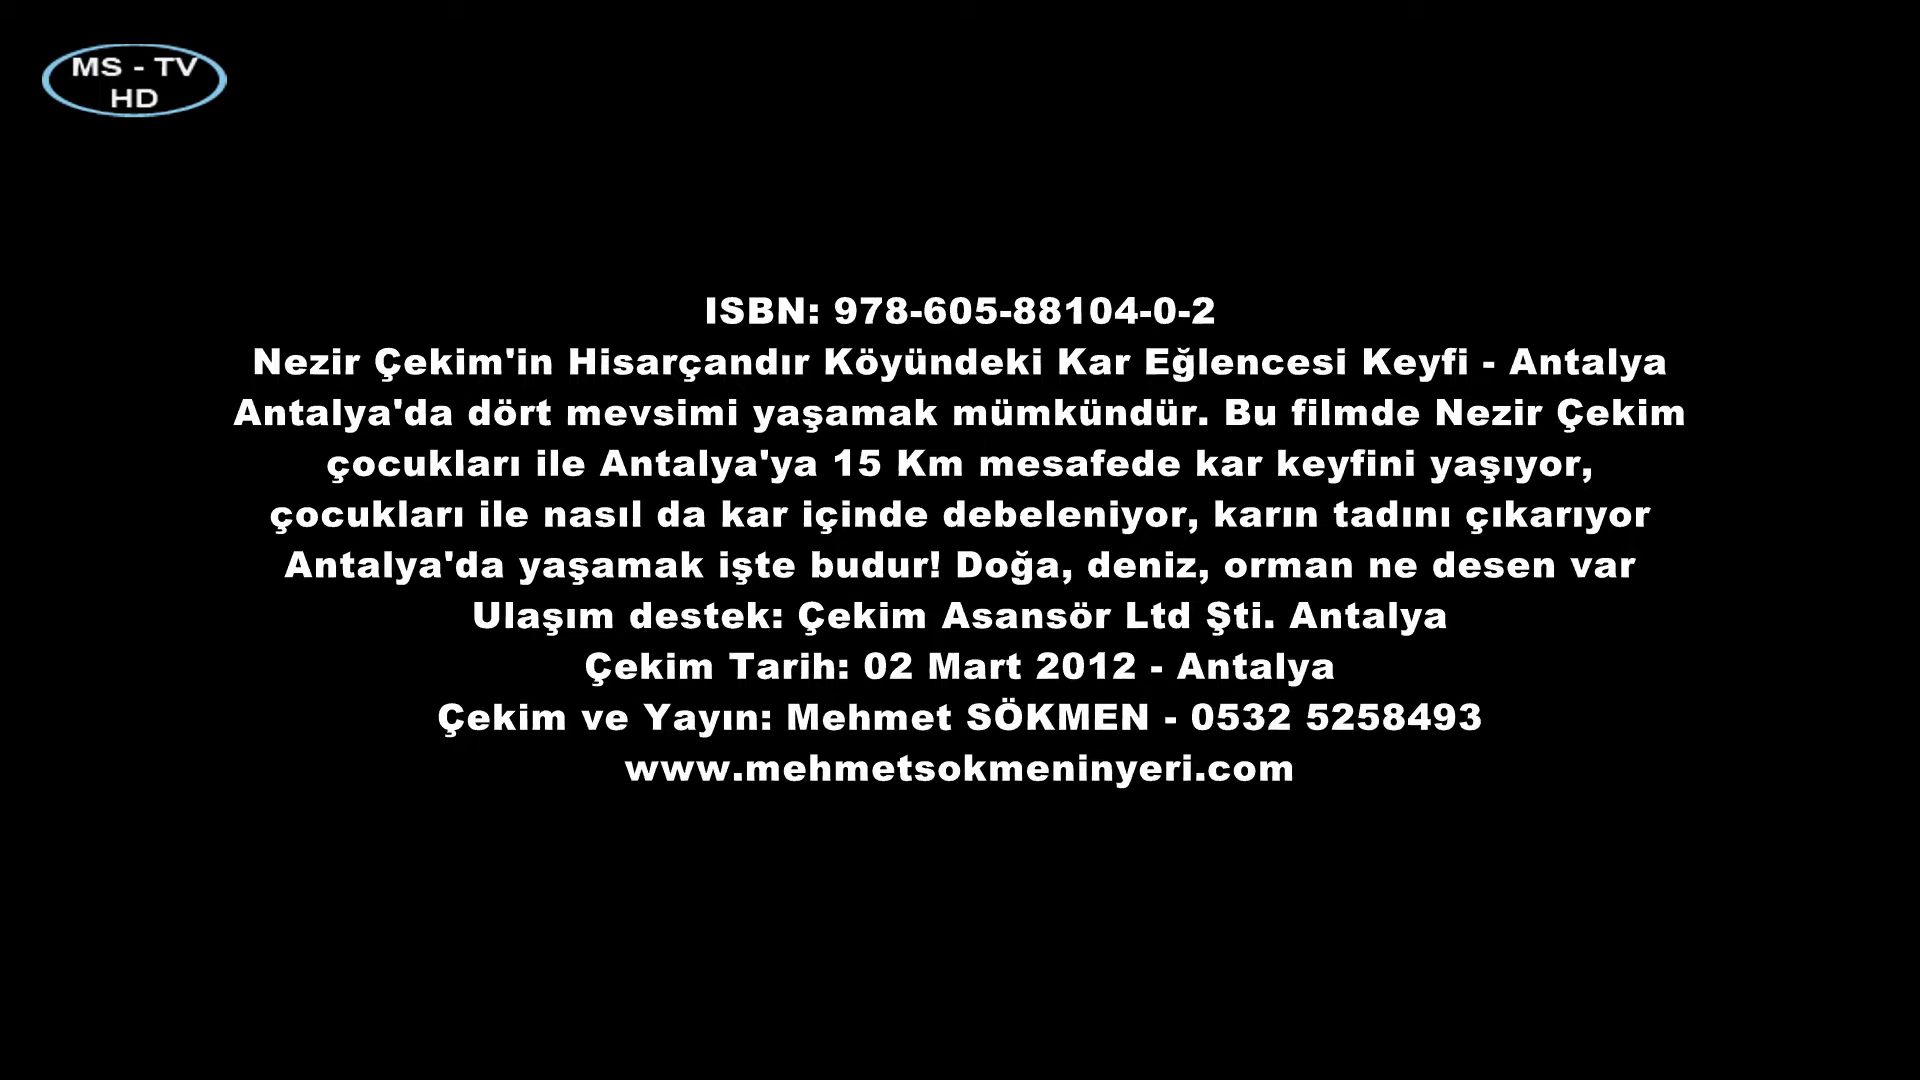 MS - TV
HD
ISBN: 978-605-88104-0-2
Nezir Çekim'in Hisarçandır Köyündeki Kar Eğlencesi Keyfi - Antalya
Antalya'da dört mevsimi yaşamak mümkündür. Bu filmde Nezir Çekim
çocukları ile Antalya'ya 15 Km mesafede kar keyfini yaşıyor,
çocukları ile nasıl da kar içinde debeleniyor, karın tadını çıkarıyor
Antalya'da yaşamak işte budur! Doğa, deniz, orman ne desen var
Ulaşım destek: Çekim Asansör Ltd Şti. Antalya
Çekim Tarih: 02 Mart 2012 - Antalya
Çekim ve Yayın: Mehmet SÖKMEN - 0532 5258493
www.mehmetsokmeninyeri.com